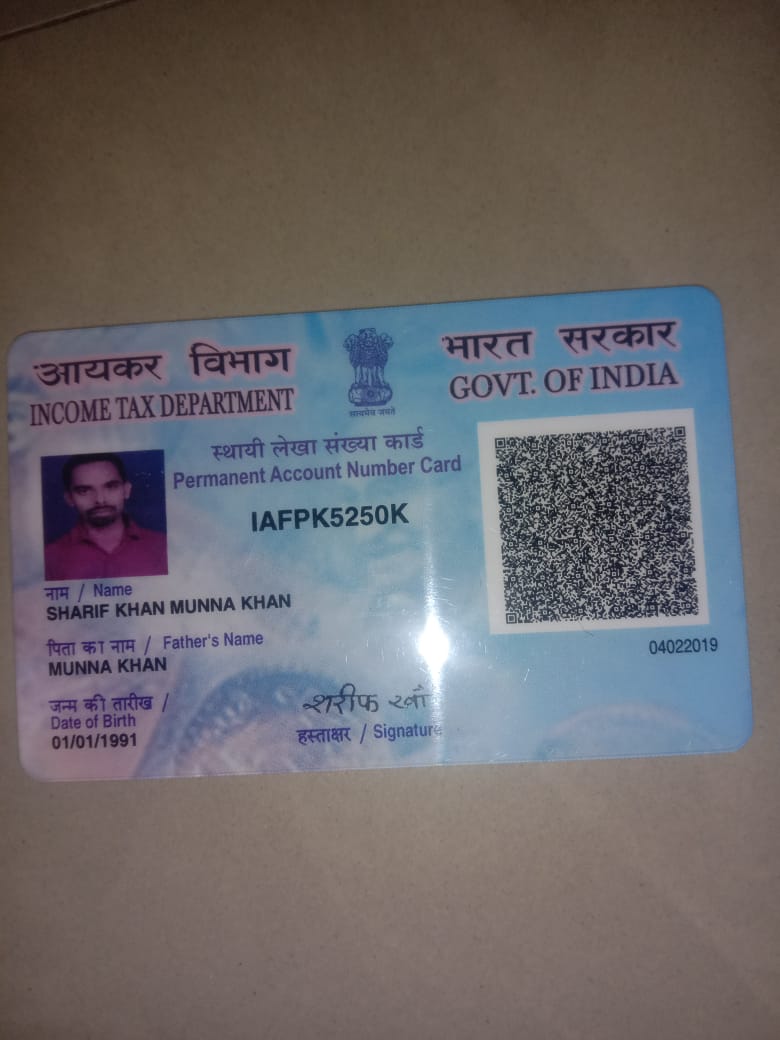 आयकर विभाग
INCOME TAX DEPARTMENT
सत्यमेव जयते
भारत सरकार
GOVT. OF INDIA
स्थायी लेखा संख्या कार्ड
Permanent Account Number Card
IAFPK5250K
नाम / Name
SHARIF KHAN MUNNA KHAN
पिता का नाम / Father's Name
MUNNA KHAN
04022019
जन्म की तारीख /
Date of Birth
01/01/1991
शरीफ खाँ
हस्ताक्षर / Signature